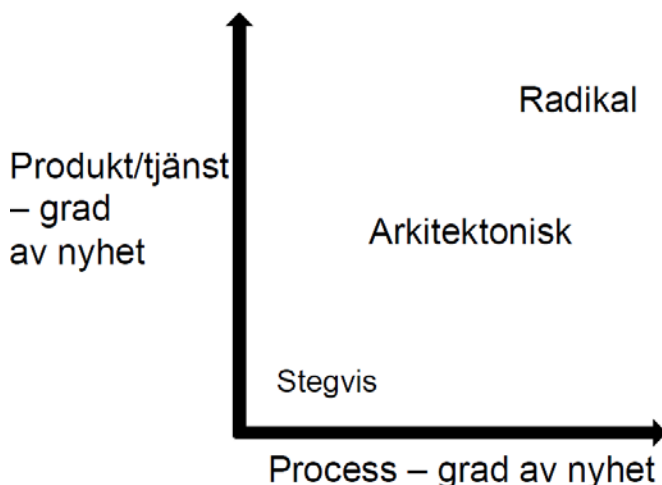 Radikal
Produkt/tjänst
– grad
av nyhet
Arkitektonisk
Stegvis
Process – grad av nyhet